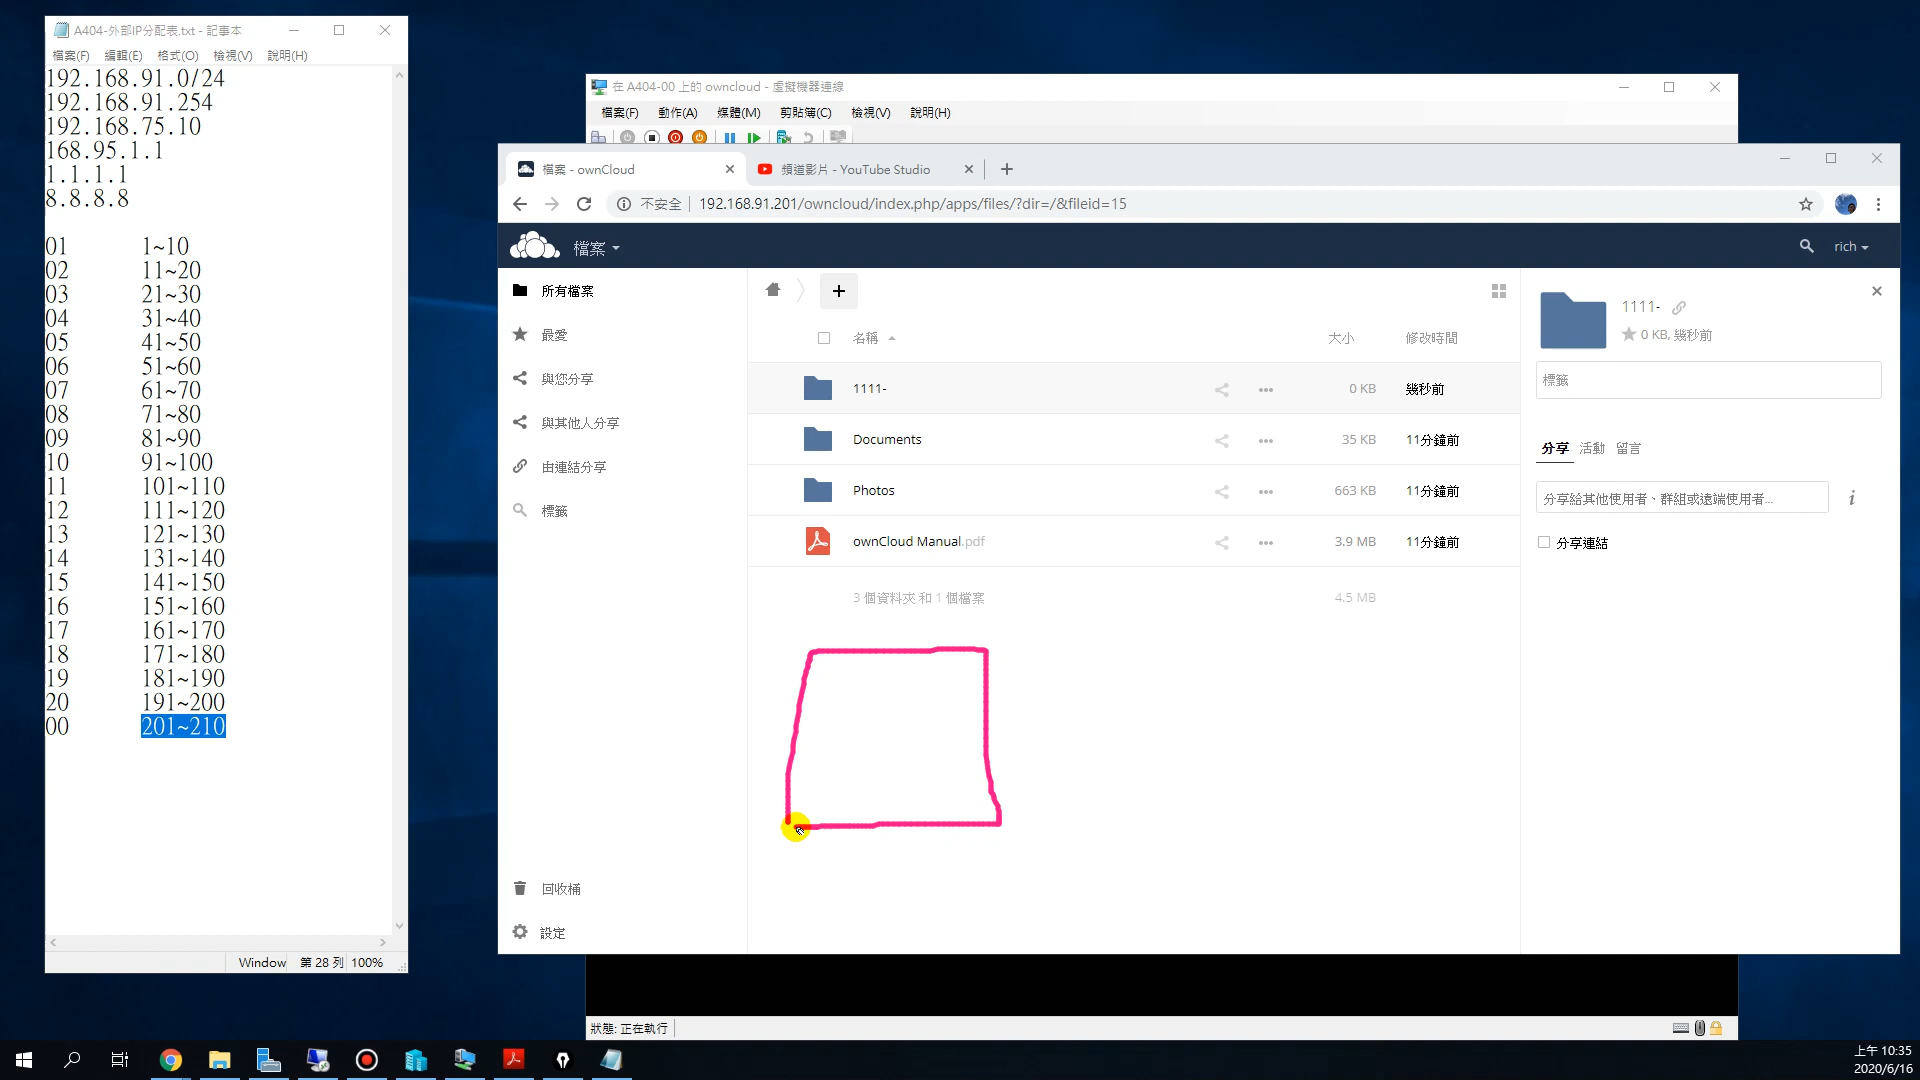 A404-外部IP分配表.txt - 記事本
檔案(F) 編輯(E) 格式(O) 檢視(V) 說明(H)
192.168.91.0/24
192.168.91.254
192.168.75.10
168.95.1.1
1.1.1.1
8.8.8.8
01 1~10
02 11~20
03 21~30
04 31~40
05 41~50
06 51~60
07 61~70
08 71~80
09 81~90
10 91~100
11 101~110
12 111~120
13 121~130
14 131~140
15 141~150
16 151~160
17 161~170
18 171~180
19 181~190
20 191~200
00 201~210
Window 第 28 列 100%
在 A404-00 上的 owncloud - 虛擬機器連線
檔案(F) 動作(A) 媒體(M) 剪貼簿(C) 檢視(V) 說明(H)
檔案 - ownCloud
頻道影片 - YouTube Studio
不安全 192.168.91.201/owncloud/index.php/apps/files/?dir=/&fileid=15
檔案
rich
所有檔案
最愛
與您分享
與其他人分享
由連結分享
標籤
回收桶
設定
名稱 大小 修改時間
1111- 0 KB 幾秒前
Documents 35 KB 11分鐘前
Photos 663 KB 11分鐘前
ownCloud Manual.pdf 3.9 MB 11分鐘前
3 個資料夾 和 1 個檔案 4.5 MB
1111-
0 KB, 幾秒前
標籤
分享 活動 留言
分享給其他使用者、群組或遠端使用者...
i
分享連結
狀態: 正在執行
上午 10:35
2020/6/16